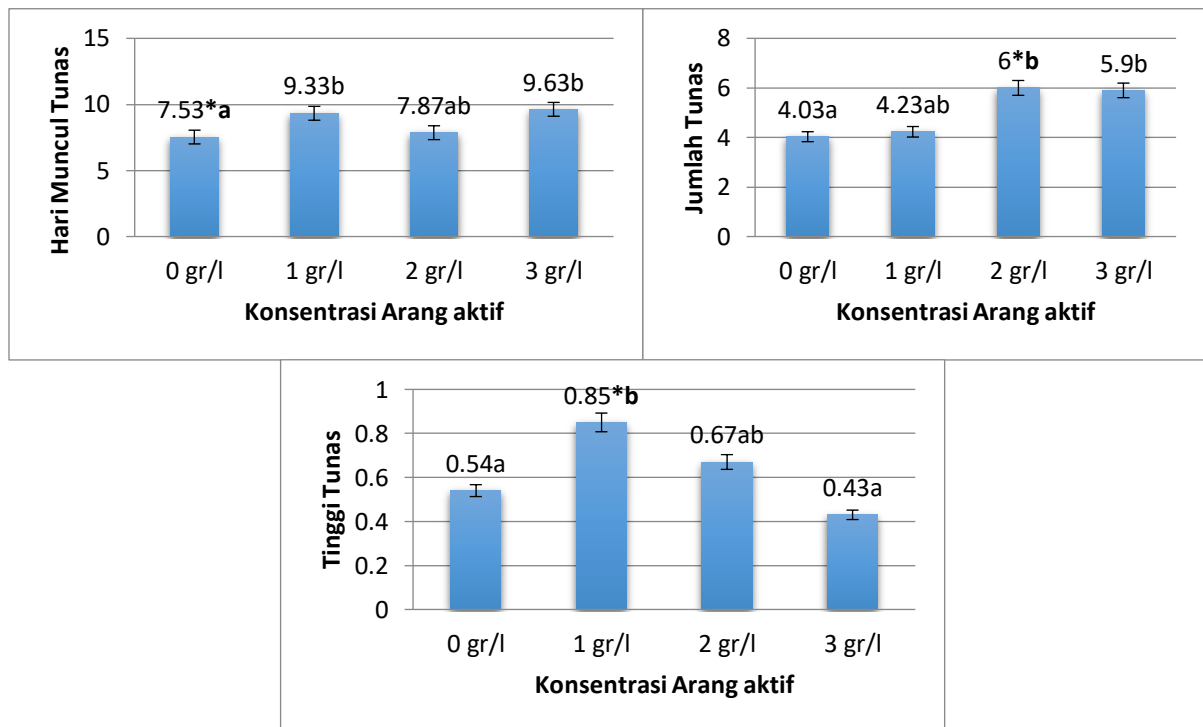 Hari Muncul Tunas
15
10
5
0
7.53*a
9.33b
7.87ab
9.63b
0 gr/l 1 gr/l 2 gr/l 3 gr/l
Konsentrasi Arang aktif
Jumlah Tunas
8
6
4
2
0
4.03a
4.23ab
6*b
5.9b
0 gr/l 1 gr/l 2 gr/l 3 gr/l
Konsentrasi Arang aktif
Tinggi Tunas
1
0.8
0.6
0.4
0.2
0
0.54a
0.85*b
0.67ab
0.43a
0 gr/l 1 gr/l 2 gr/l 3 gr/l
Konsentrasi Arang aktif